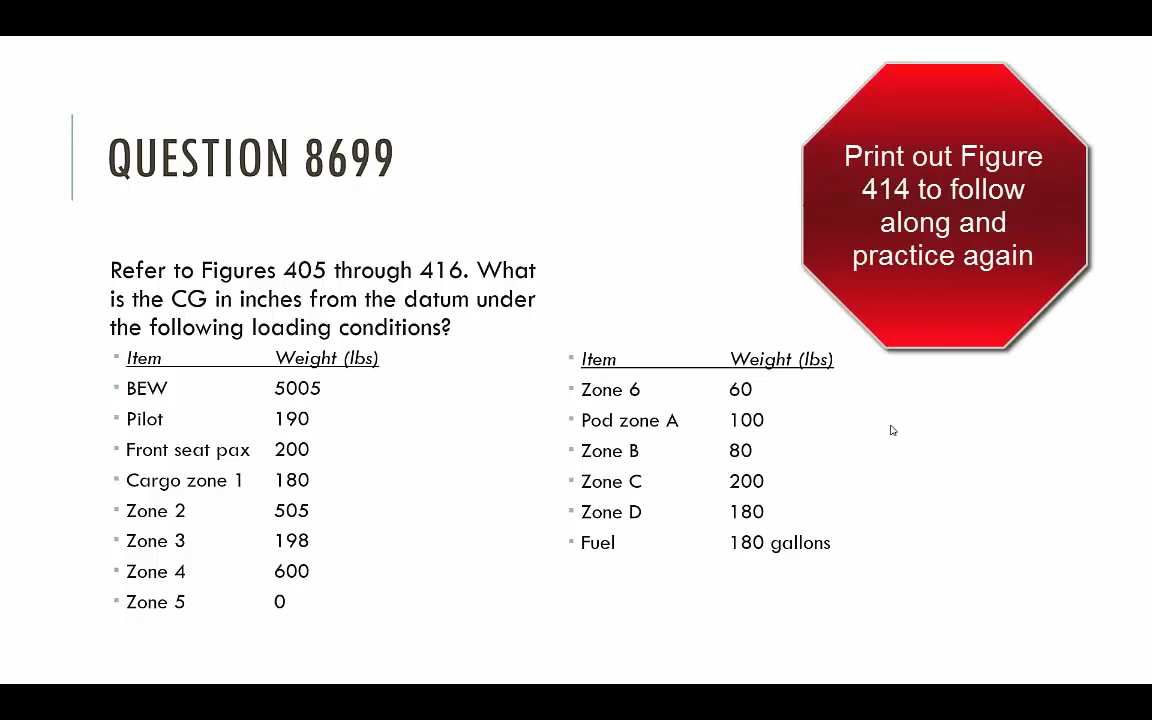 QUESTION 8699
Print out Figure
414 to follow
along and
practice again
Refer to Figures 405 through 416. What
is the CG in inches from the datum under
the following loading conditions?
Item Weight (lbs)
BEW 5005
Pilot 190
Front seat pax 200
Cargo zone 1 180
Zone 2 505
Zone 3 198
Zone 4 600
Zone 5 0
Item Weight (lbs)
Zone 6 60
Pod zone A 100
Zone B 80
Zone C 200
Zone D 180
Fuel 180 gallons